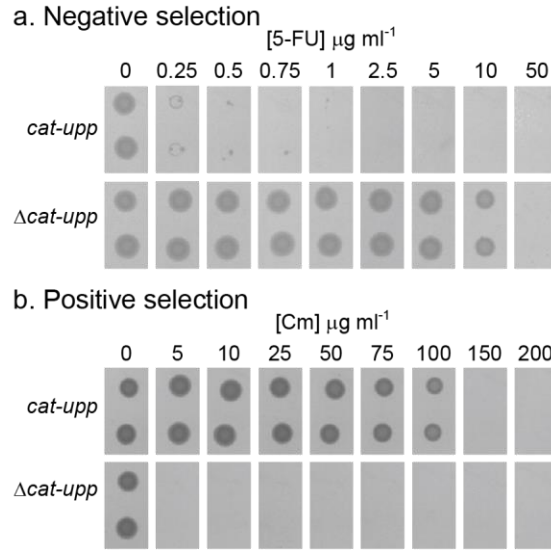 a. Negative selection
[5-FU] μg ml⁻¹
0 0.25 0.5 0.75 1 2.5 5 10 50
cat-upp
Δcat-upp
b. Positive selection
[Cm] μg ml⁻¹
0 5 10 25 50 75 100 150 200
cat-upp
Δcat-upp